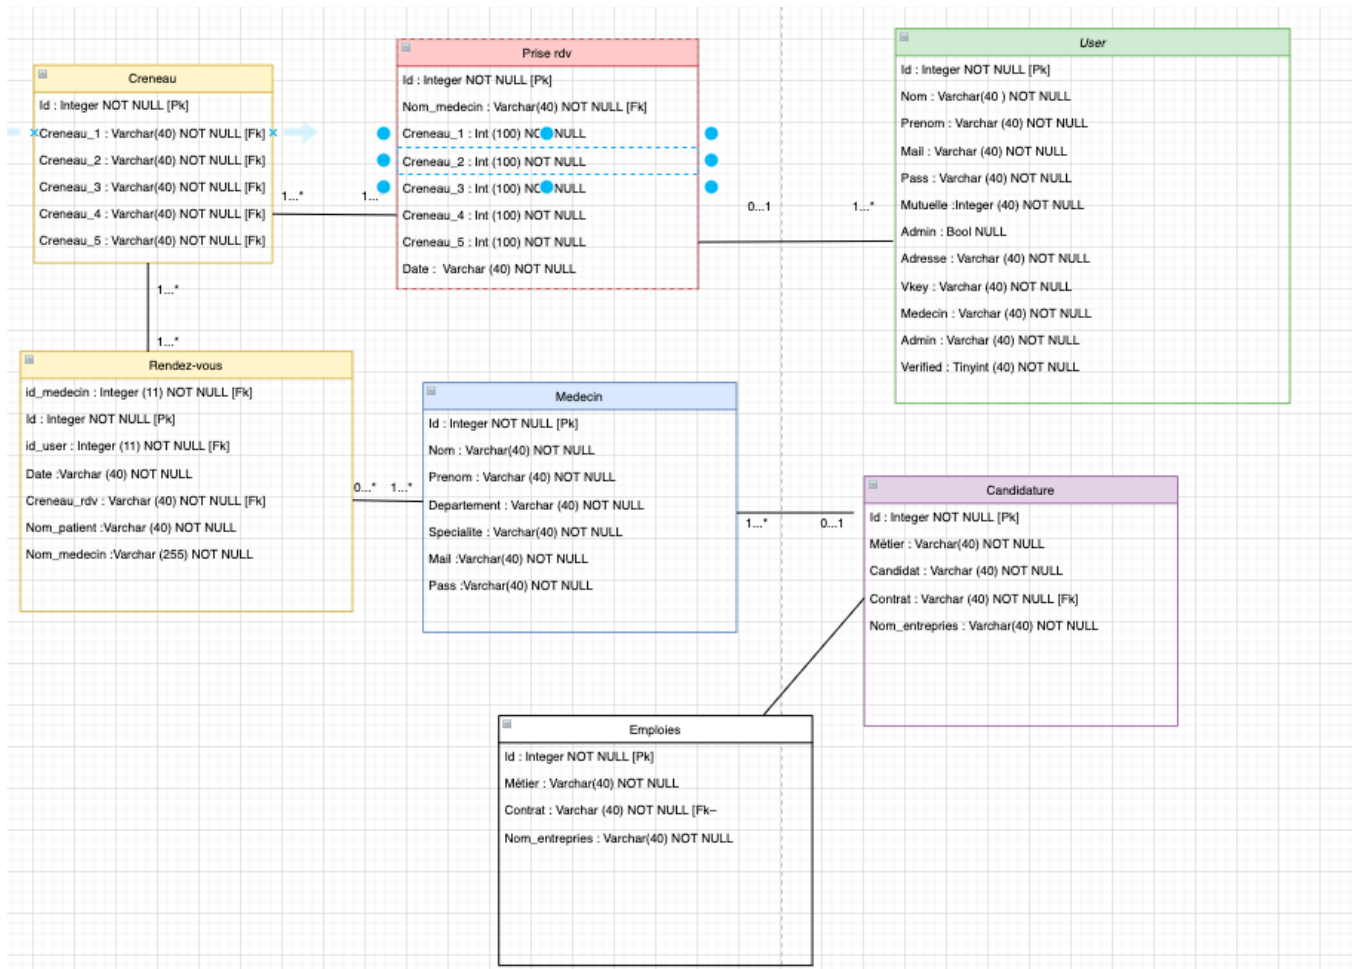 Creneau
Id : Integer NOT NULL [Pk]
Creneau_1 : Varchar(40) NOT NULL [Fk]
Creneau_2 : Varchar(40) NOT NULL [Fk]
Creneau_3 : Varchar(40) NOT NULL [Fk]
Creneau_4 : Varchar(40) NOT NULL [Fk]
Creneau_5 : Varchar(40) NOT NULL [Fk]
1...*
1...
Prise rdv
Id : Integer NOT NULL [Pk]
Nom_medecin : Varchar(40) NOT NULL [Fk]
Creneau_1 : Int (100) NOT NULL
Creneau_2 : Int (100) NOT NULL
Creneau_3 : Int (100) NOT NULL
Creneau_4 : Int (100) NOT NULL
Creneau_5 : Int (100) NOT NULL
Date : Varchar (40) NOT NULL
0...1
1...*
User
Id : Integer NOT NULL [Pk]
Nom : Varchar(40 ) NOT NULL
Prenom : Varchar (40) NOT NULL
Mail : Varchar (40) NOT NULL
Pass : Varchar (40) NOT NULL
Mutuelle :Integer (40) NOT NULL
Admin : Bool NULL
Adresse : Varchar (40) NOT NULL
Vkey : Varchar (40) NOT NULL
Medecin : Varchar (40) NOT NULL
Admin : Varchar (40) NOT NULL
Verified : Tinyint (40) NOT NULL
1...*
1...*
Rendez-vous
id_medecin : Integer (11) NOT NULL [Fk]
Id : Integer NOT NULL [Pk]
id_user : Integer (11) NOT NULL [Fk]
Date :Varchar (40) NOT NULL
Creneau_rdv : Varchar (40) NOT NULL [Fk]
Nom_patient :Varchar (40) NOT NULL
Nom_medecin :Varchar (255) NOT NULL
0...*
1...*
Medecin
Id : Integer NOT NULL [Pk]
Nom : Varchar(40) NOT NULL
Prenom : Varchar (40) NOT NULL
Departement : Varchar (40) NOT NULL
Specialite : Varchar(40) NOT NULL
Mail :Varchar(40) NOT NULL
Pass :Varchar(40) NOT NULL
1...*
0...1
Candidature
Id : Integer NOT NULL [Pk]
Métier : Varchar(40) NOT NULL
Candidat : Varchar (40) NOT NULL
Contrat : Varchar (40) NOT NULL [Fk]
Nom_entrepries : Varchar(40) NOT NULL
Emploies
Id : Integer NOT NULL [Pk]
Métier : Varchar(40) NOT NULL
Contrat : Varchar (40) NOT NULL [Fk–
Nom_entrepries : Varchar(40) NOT NULL